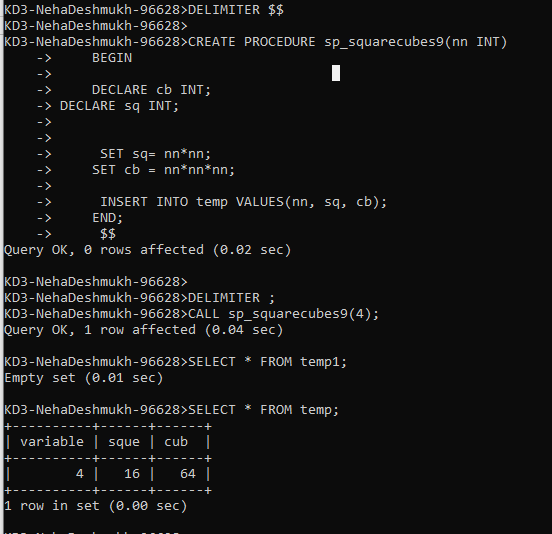 KD3-NehaDeshmukh-96628>DELIMITER $$
KD3-NehaDeshmukh-96628>
KD3-NehaDeshmukh-96628>CREATE PROCEDURE sp_squarecubes9(nn INT)
    ->     BEGIN
    ->
    ->     DECLARE cb INT;
    -> DECLARE sq INT;
    ->
    ->
    ->      SET sq= nn*nn;
    ->     SET cb = nn*nn*nn;
    ->
    ->      INSERT INTO temp VALUES(nn, sq, cb);
    ->     END;
    ->      $$
Query OK, 0 rows affected (0.02 sec)
KD3-NehaDeshmukh-96628>
KD3-NehaDeshmukh-96628>DELIMITER ;
KD3-NehaDeshmukh-96628>CALL sp_squarecubes9(4);
Query OK, 1 row affected (0.04 sec)
KD3-NehaDeshmukh-96628>SELECT * FROM temp1;
Empty set (0.01 sec)
KD3-NehaDeshmukh-96628>SELECT * FROM temp;
+----------+------+------+
| variable | sque | cub  |
+----------+------+------+
|        4 |   16 |   64 |
+----------+------+------+
1 row in set (0.00 sec)
KD3-NehaDeshmukh-96628>